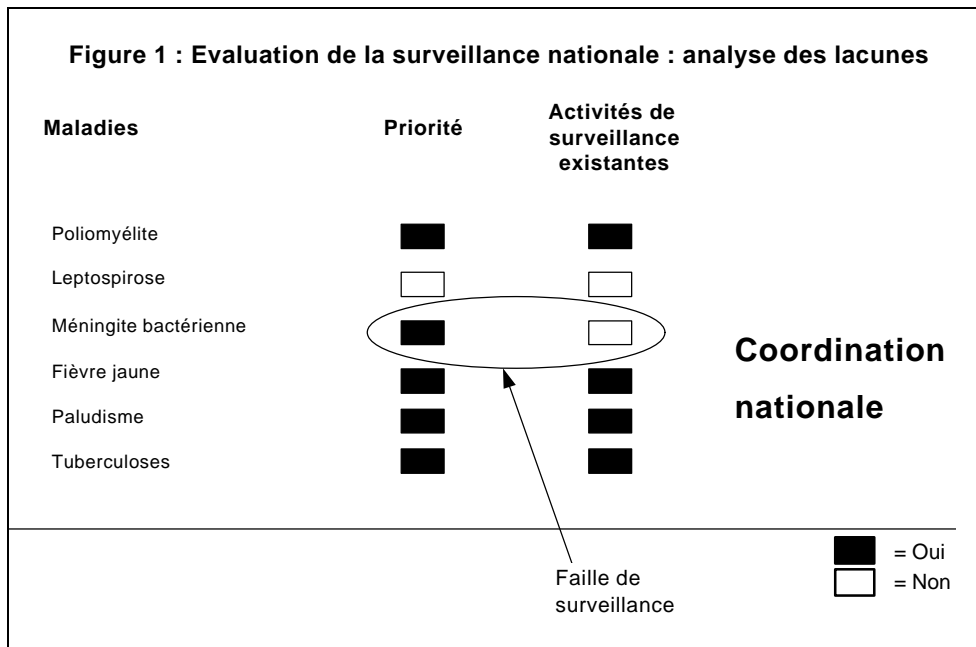 Figure 1 : Evaluation de la surveillance nationale : analyse des lacunes
Maladies
Priorité
Activités de
surveillance
existantes
Poliomyélite
Leptospirose
Méningite bactérienne
Fièvre jaune
Paludisme
Tuberculoses
Coordination
nationale
Faille de
surveillance
= Oui
= Non